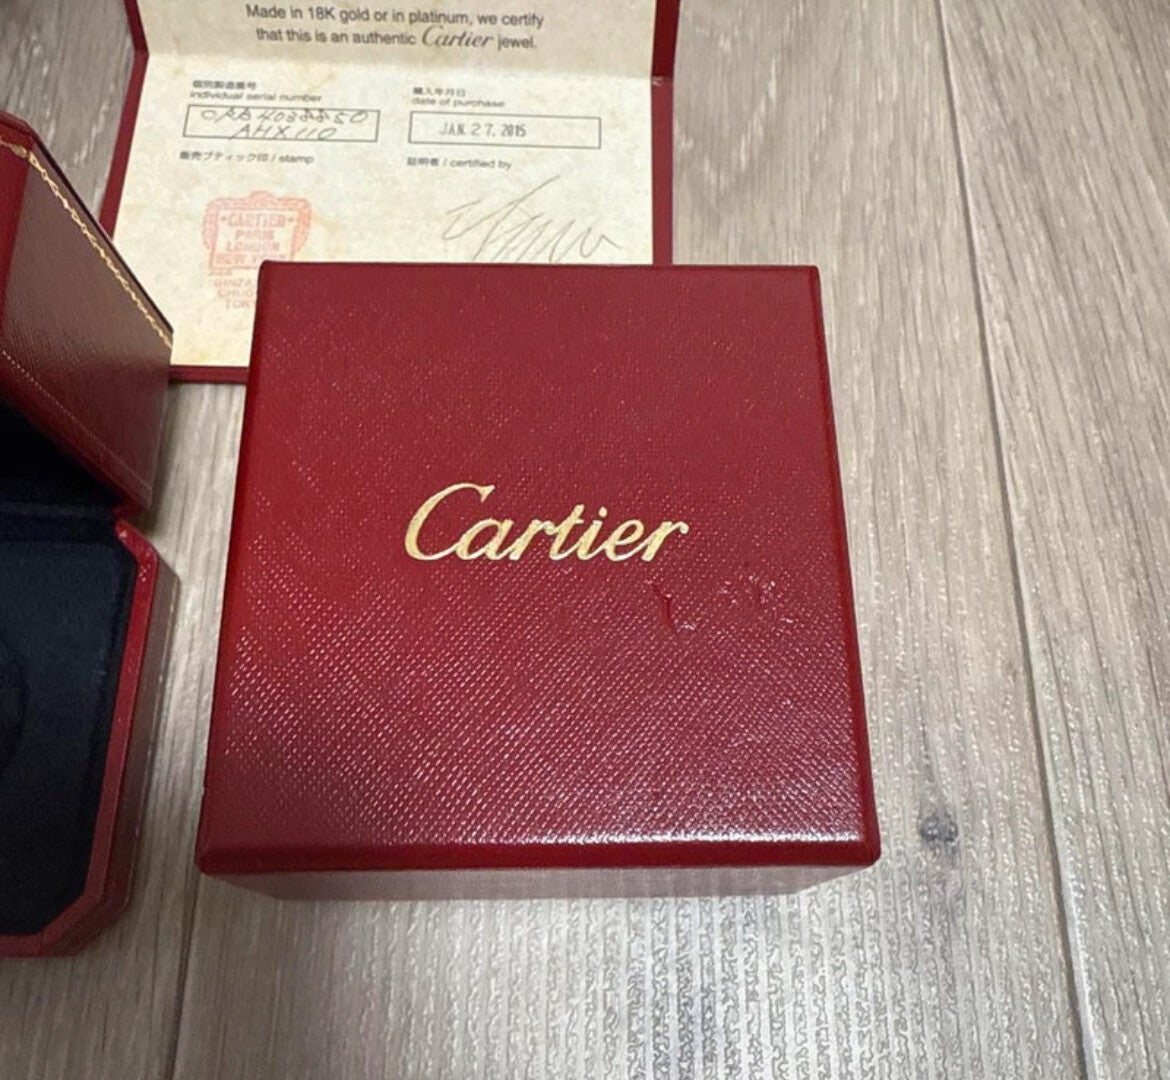 Made in 18K gold or in platinum, we certify
that this is an authentic Cartier jewel.
個別製造番号
individual serial number
購入年月日
date of purchase
CRB4038850
AHX110
JAN. 27. 2015
販売ブティック印 / stamp
証明者 / certified by
CARTIER
PARIS
LONDON
NEW YORK
GINZA
TOKY
Cartier